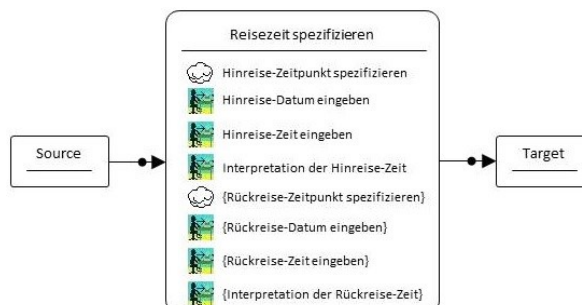 Reisezeit spezifizieren
Hinreise-Zeitpunkt spezifizieren
Hinreise-Datum eingeben
Hinreise-Zeit eingeben
Interpretation der Hinreise-Zeit
{Rückreise-Zeitpunkt spezifizieren}
{Rückreise-Datum eingeben}
{Rückreise-Zeit eingeben}
{Interpretation der Rückreise-Zeit}
Source
Target